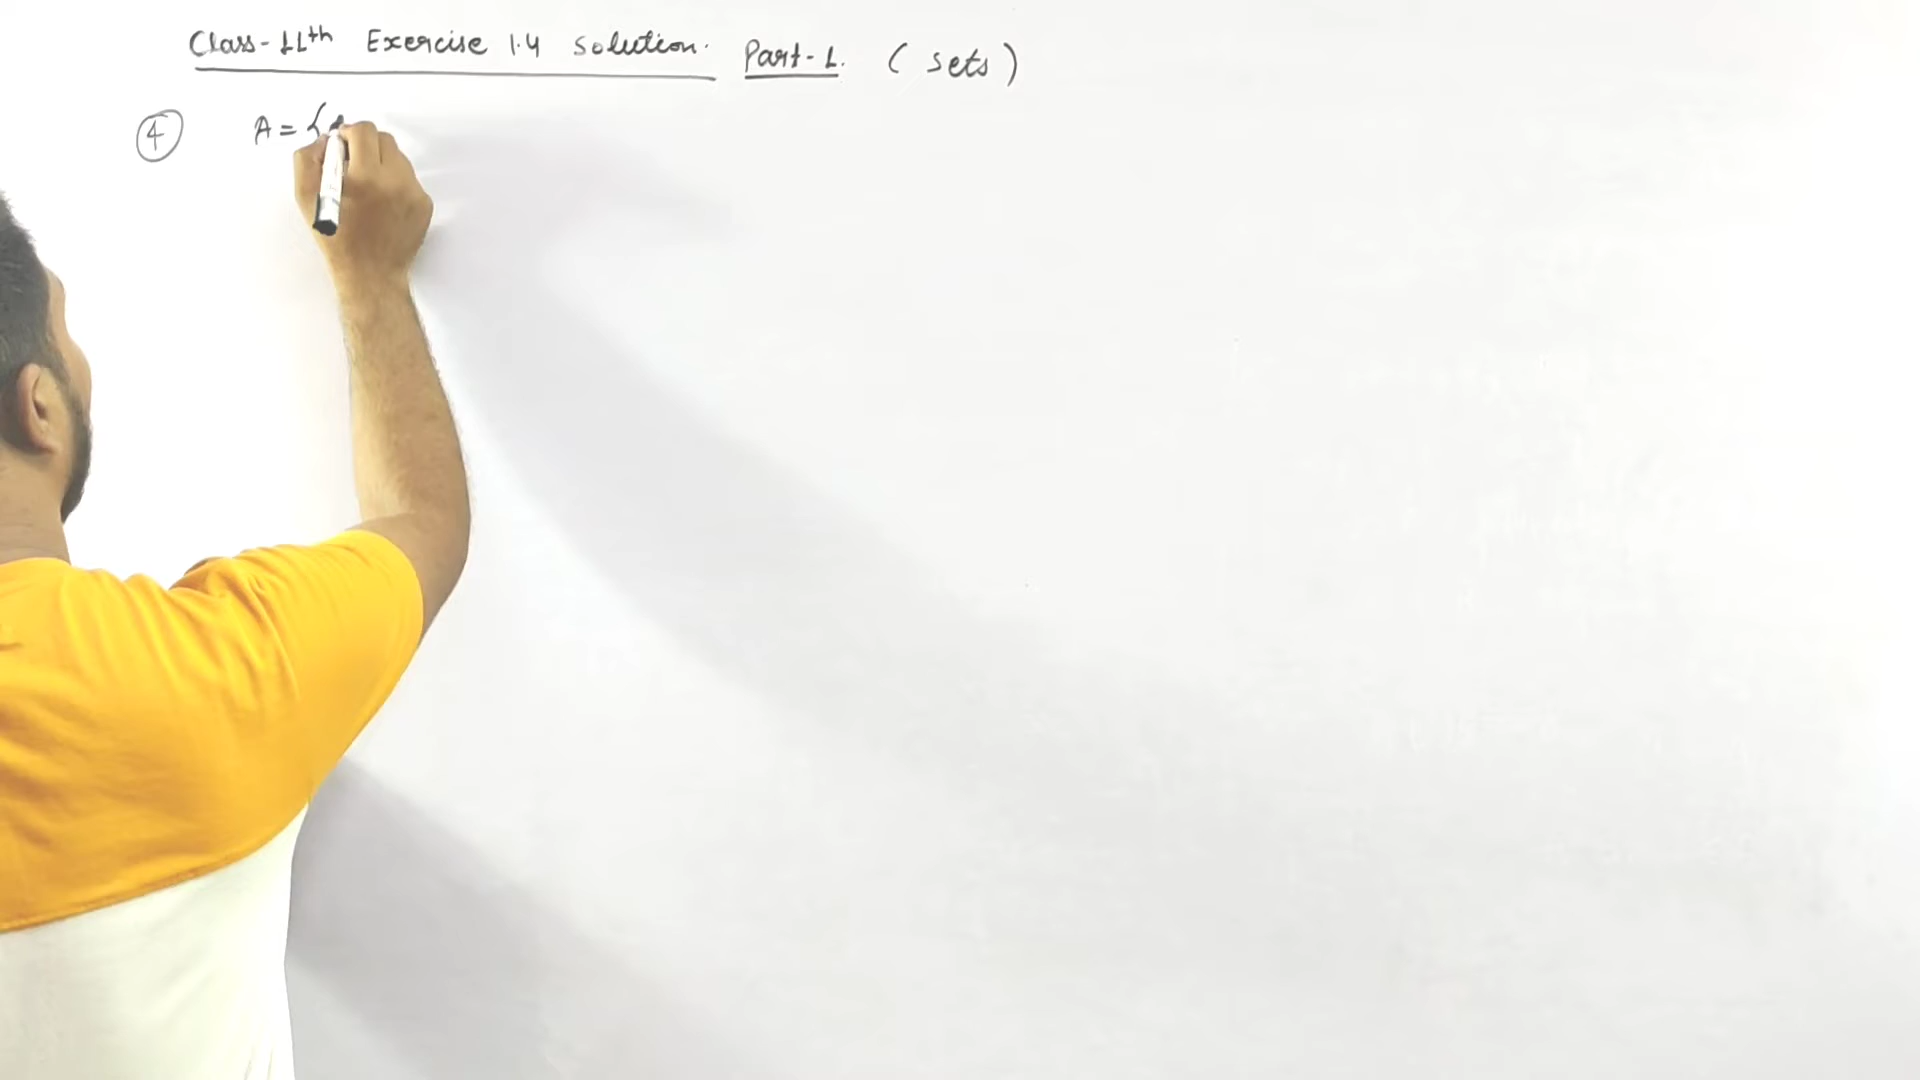 Class-11th Exercise 1.4 Solution. Part-1. (Sets)
4 A = {